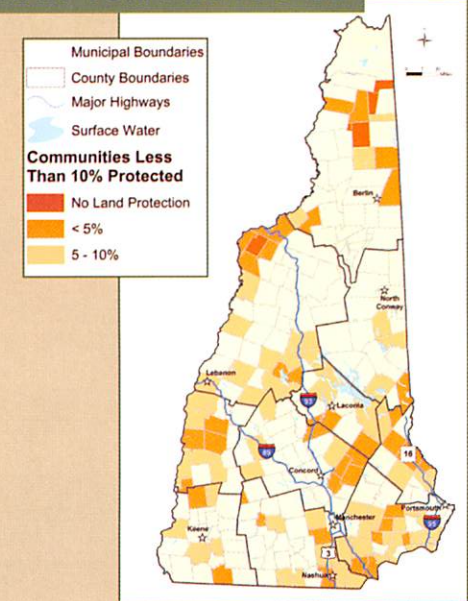 Municipal Boundaries
County Boundaries
Major Highways
Surface Water
Communities Less
Than 10% Protected
No Land Protection
< 5%
5 - 10%
Berlin
North
Conway
Lebanon
93
Laconia
89
16
Concord
Portsmouth
Manchester
95
Keene
3
Nashua